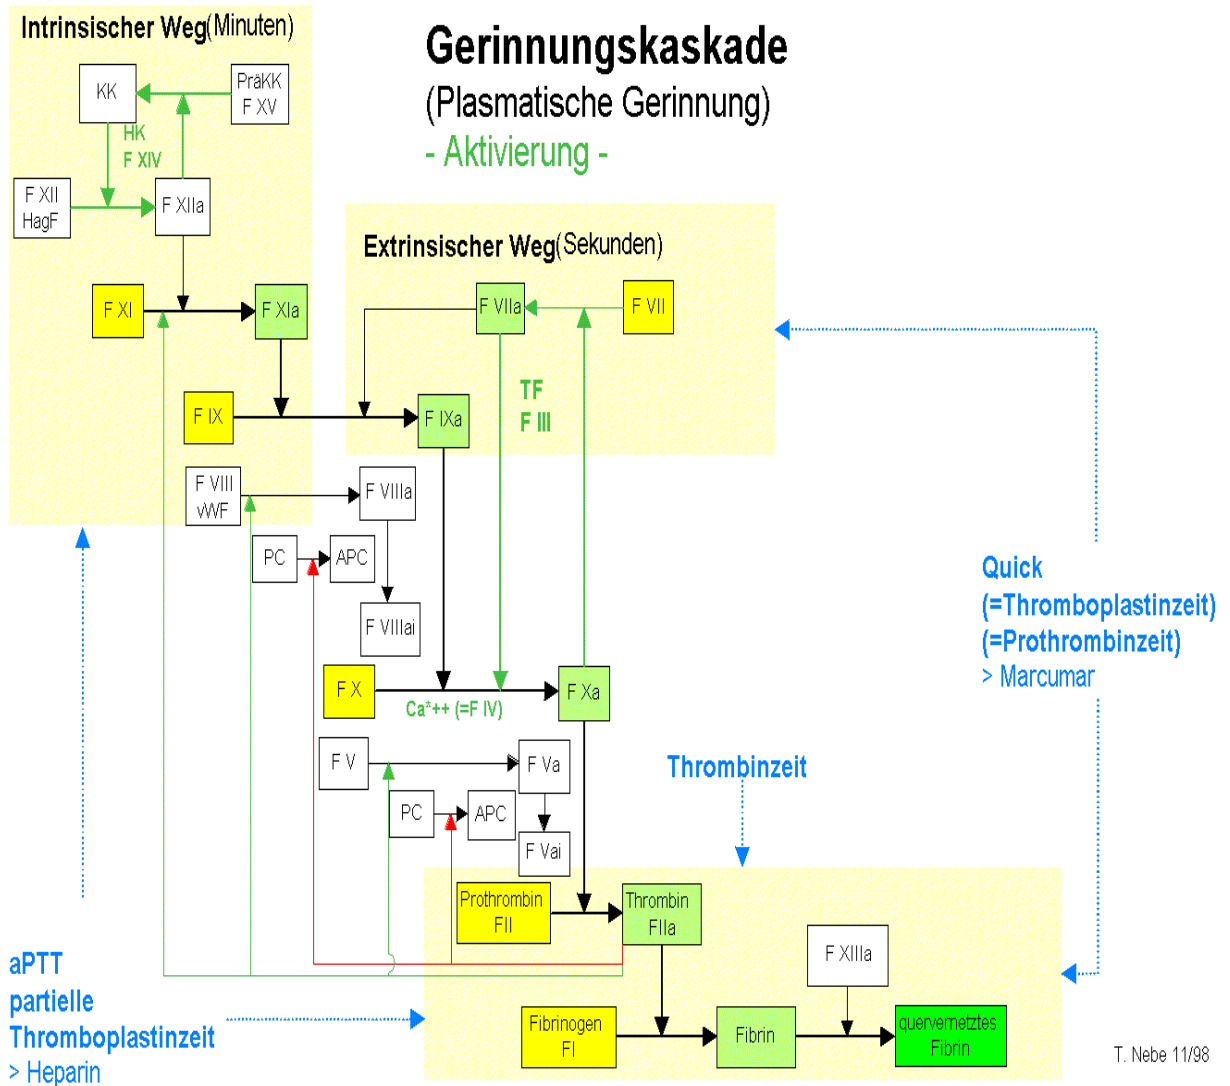 Intrinsischer Weg(Minuten)
Gerinnungskaskade
(Plasmatische Gerinnung)
- Aktivierung -
KK
PräKK
F XV
HK
F XIV
F XII
HagF
F XIIa
Extrinsischer Weg(Sekunden)
F XI
F XIa
F VIIa
F VII
TF
F III
F IX
F IXa
F VIII
vWF
F VIIIa
PC
APC
F VIIIai
Quick
(=Thromboplastinzeit)
(=Prothrombinzeit)
> Marcumar
F X
F Xa
Ca*++ (=F IV)
F V
F Va
Thrombinzeit
PC
APC
F Vai
Prothrombin
FII
Thrombin
FIIa
F XIIIa
aPTT
partielle
Thromboplastinzeit
> Heparin
Fibrinogen
FI
Fibrin
quervernetztes
Fibrin
T. Nebe 11/98